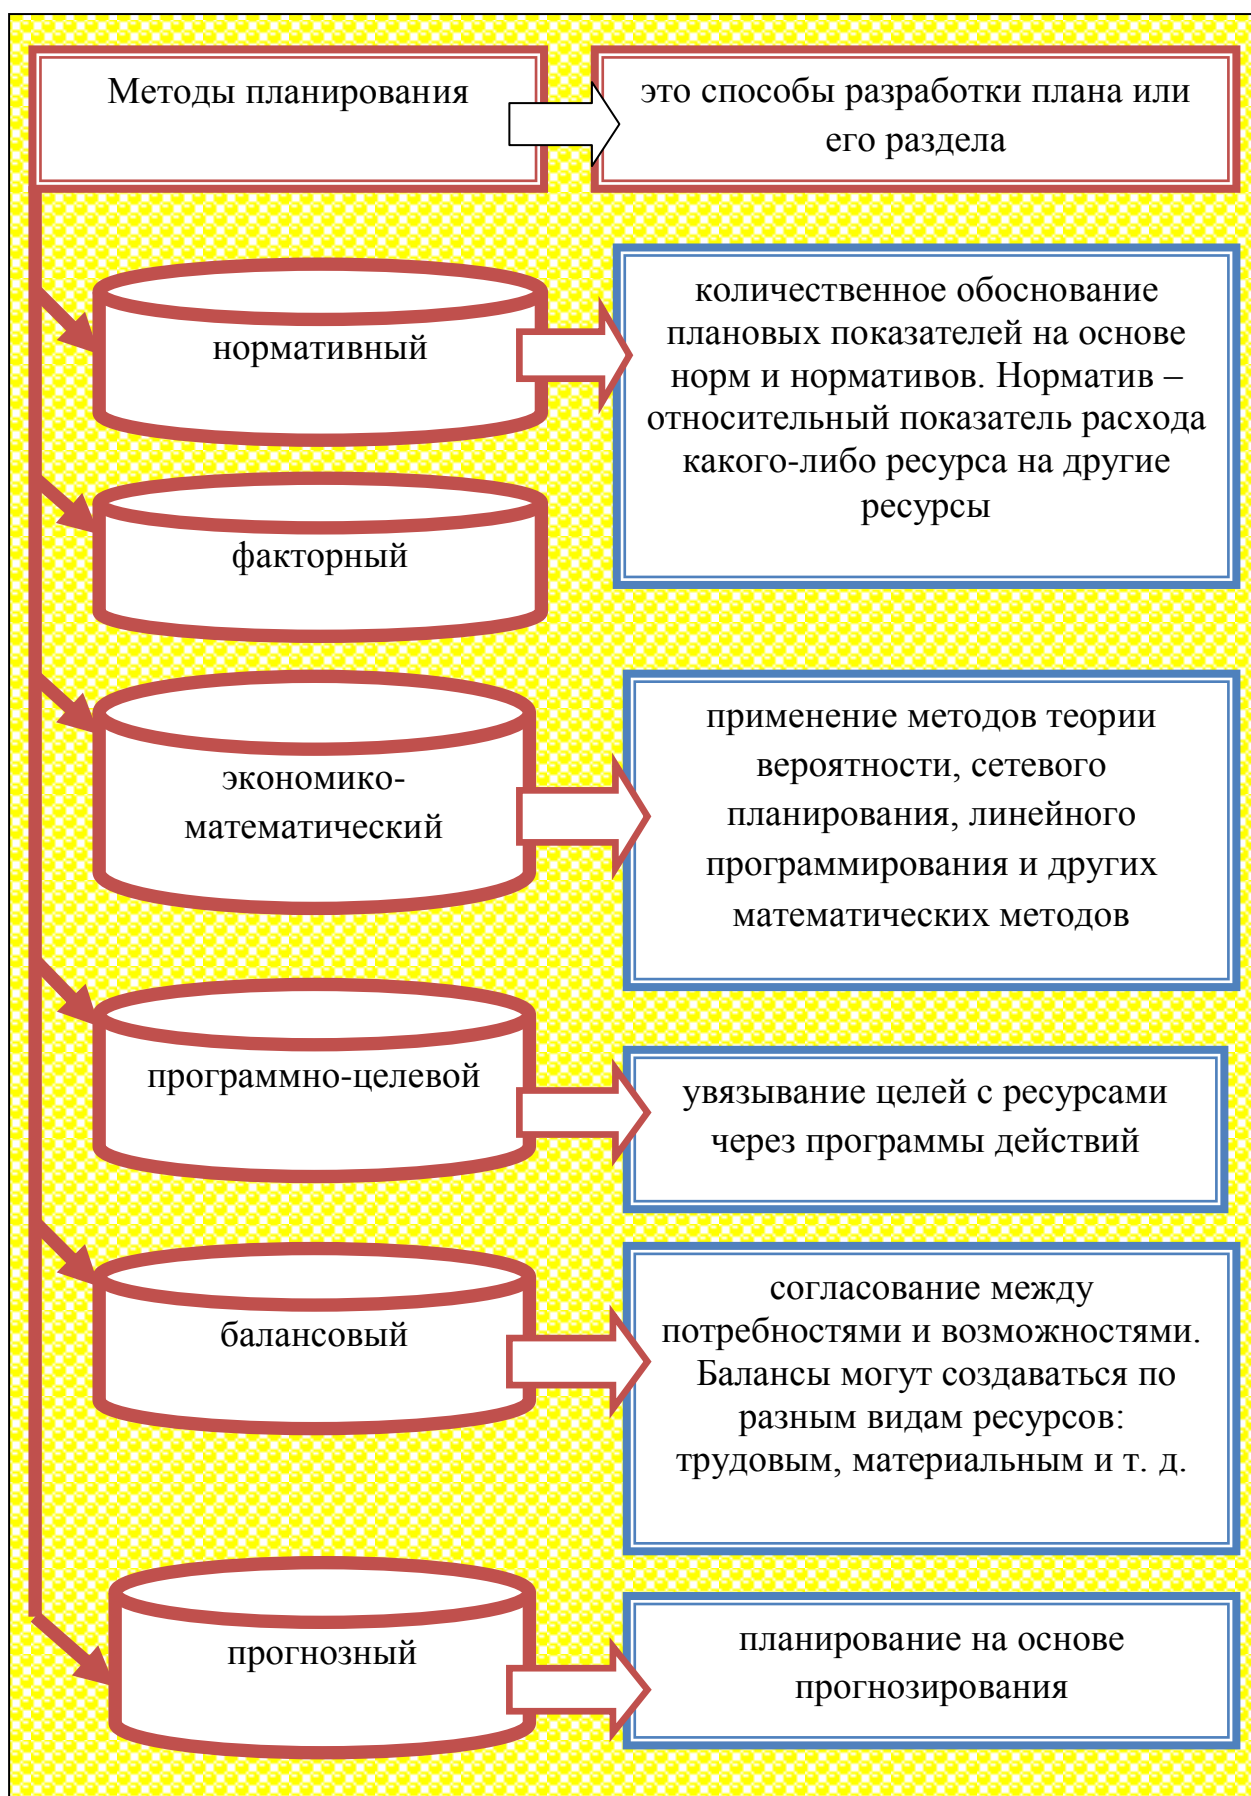 Методы планирования
это способы разработки плана или
его раздела
нормативный
количественное обоснование
плановых показателей на основе
норм и нормативов. Норматив –
относительный показатель расхода
какого-либо ресурса на другие
ресурсы
факторный
экономико-
математический
применение методов теории
вероятности, сетевого
планирования, линейного
программирования и других
математических методов
программно-целевой
увязывание целей с ресурсами
через программы действий
балансовый
согласование между
потребностями и возможностями.
Балансы могут создаваться по
разным видам ресурсов:
трудовым, материальным и т. д.
прогнозный
планирование на основе
прогнозирования